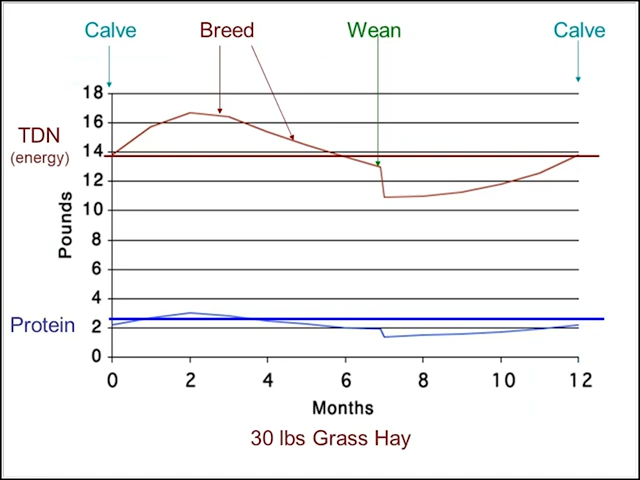 Calve
Breed
Wean
Calve
TDN
(energy)
Protein
Pounds
18
16
14
12
10
8
6
4
2
0
0 2 4 6 8 10 12
Months
30 lbs Grass Hay